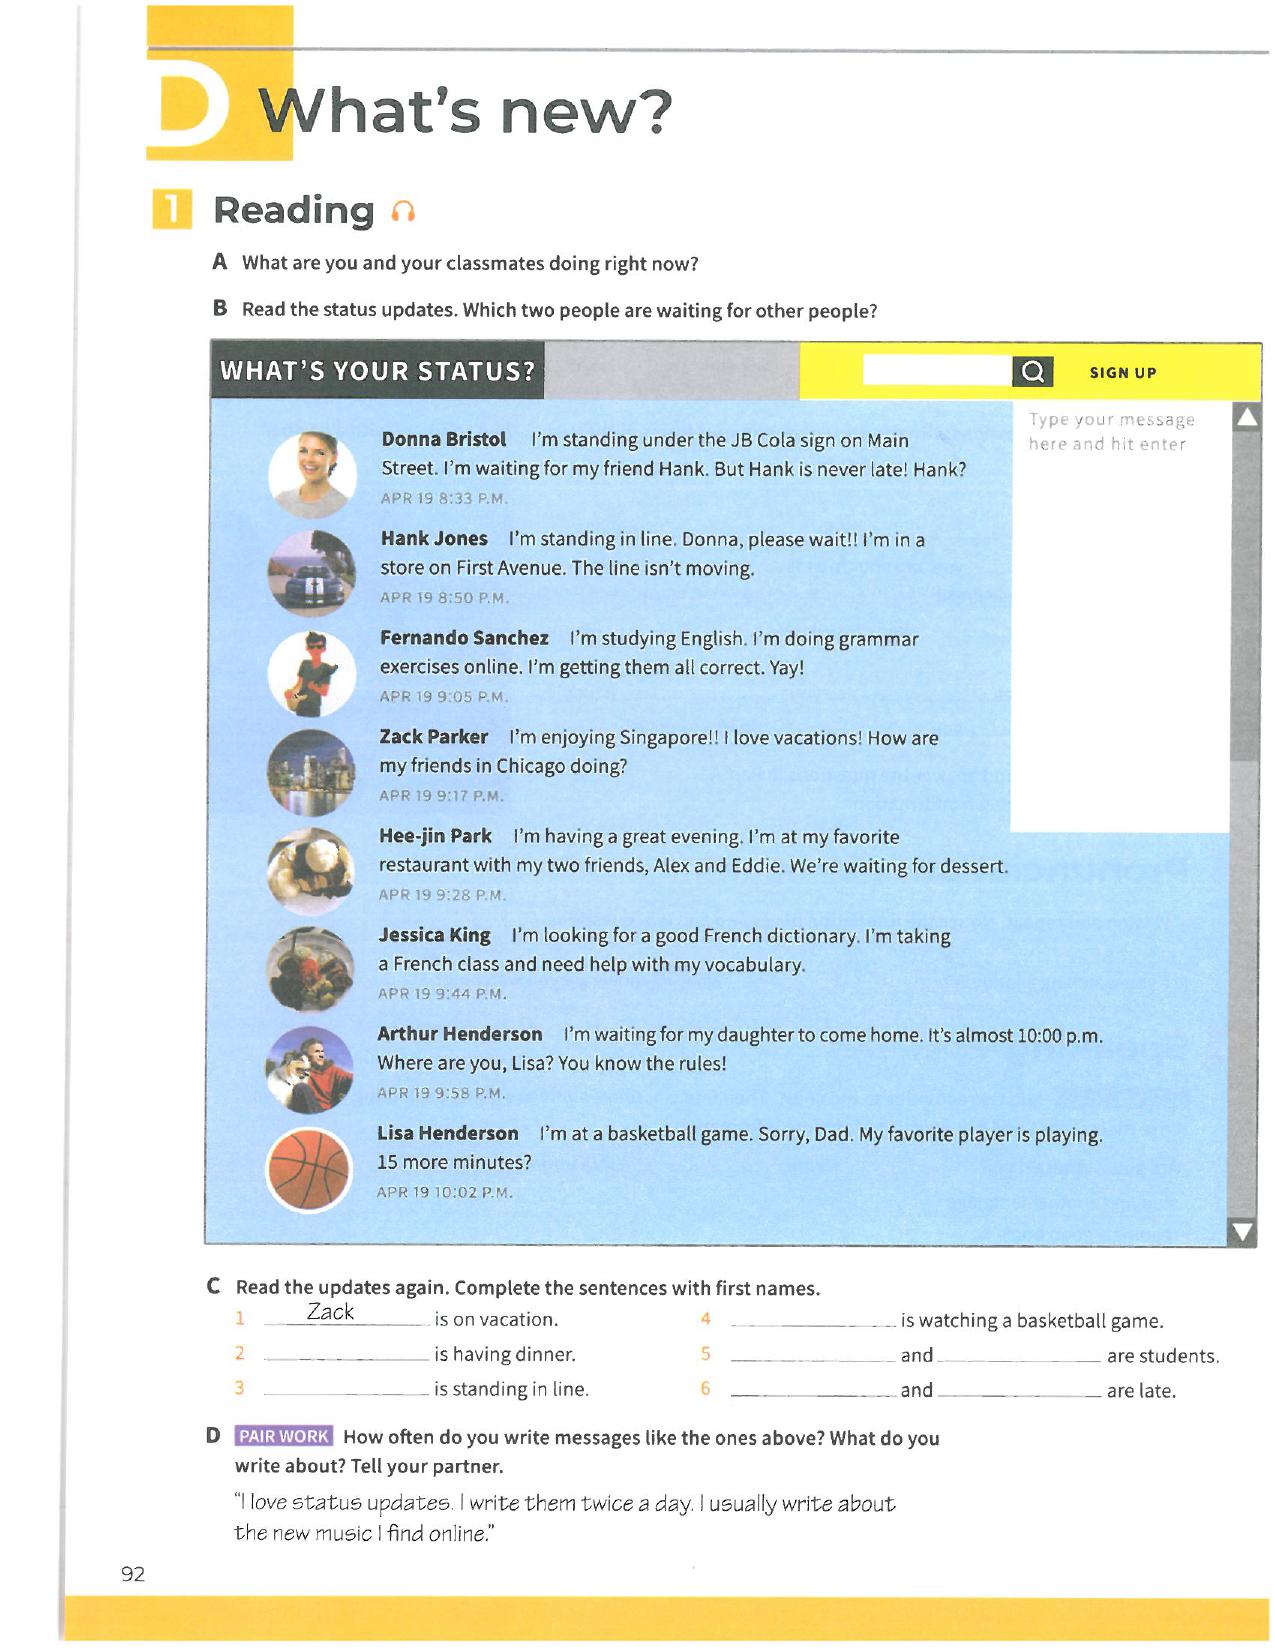 D What's new?
1 Reading
A What are you and your classmates doing right now?
B Read the status updates. Which two people are waiting for other people?
WHAT'S YOUR STATUS?
SIGN UP
Type your message
here and hit enter
Donna Bristol I'm standing under the JB Cola sign on Main
Street. I'm waiting for my friend Hank. But Hank is never late! Hank?
APR 19 8:33 P.M.
Hank Jones I'm standing in line. Donna, please wait!! I'm in a
store on First Avenue. The line isn't moving.
APR 19 8:50 P.M.
Fernando Sanchez I'm studying English. I'm doing grammar
exercises online. I'm getting them all correct. Yay!
APR 19 9:05 P.M.
Zack Parker I'm enjoying Singapore!! I love vacations! How are
my friends in Chicago doing?
APR 19 9:17 P.M.
Hee-jin Park I'm having a great evening. I'm at my favorite
restaurant with my two friends, Alex and Eddie. We're waiting for dessert.
APR 19 9:28 P.M.
Jessica King I'm looking for a good French dictionary. I'm taking
a French class and need help with my vocabulary.
APR 19 9:44 P.M.
Arthur Henderson I'm waiting for my daughter to come home. It's almost 10:00 p.m.
Where are you, Lisa? You know the rules!
APR 19 9:58 P.M.
Lisa Henderson I'm at a basketball game. Sorry, Dad. My favorite player is playing.
15 more minutes?
APR 19 10:02 P.M.
C Read the updates again. Complete the sentences with first names.
1 Zack is on vacation.
2 is having dinner.
3 is standing in line.
4 is watching a basketball game.
5 and are students.
6 and are late.
D PAIR WORK How often do you write messages like the ones above? What do you
write about? Tell your partner.
"I love status updates. I write them twice a day. I usually write about
the new music I find online."
92